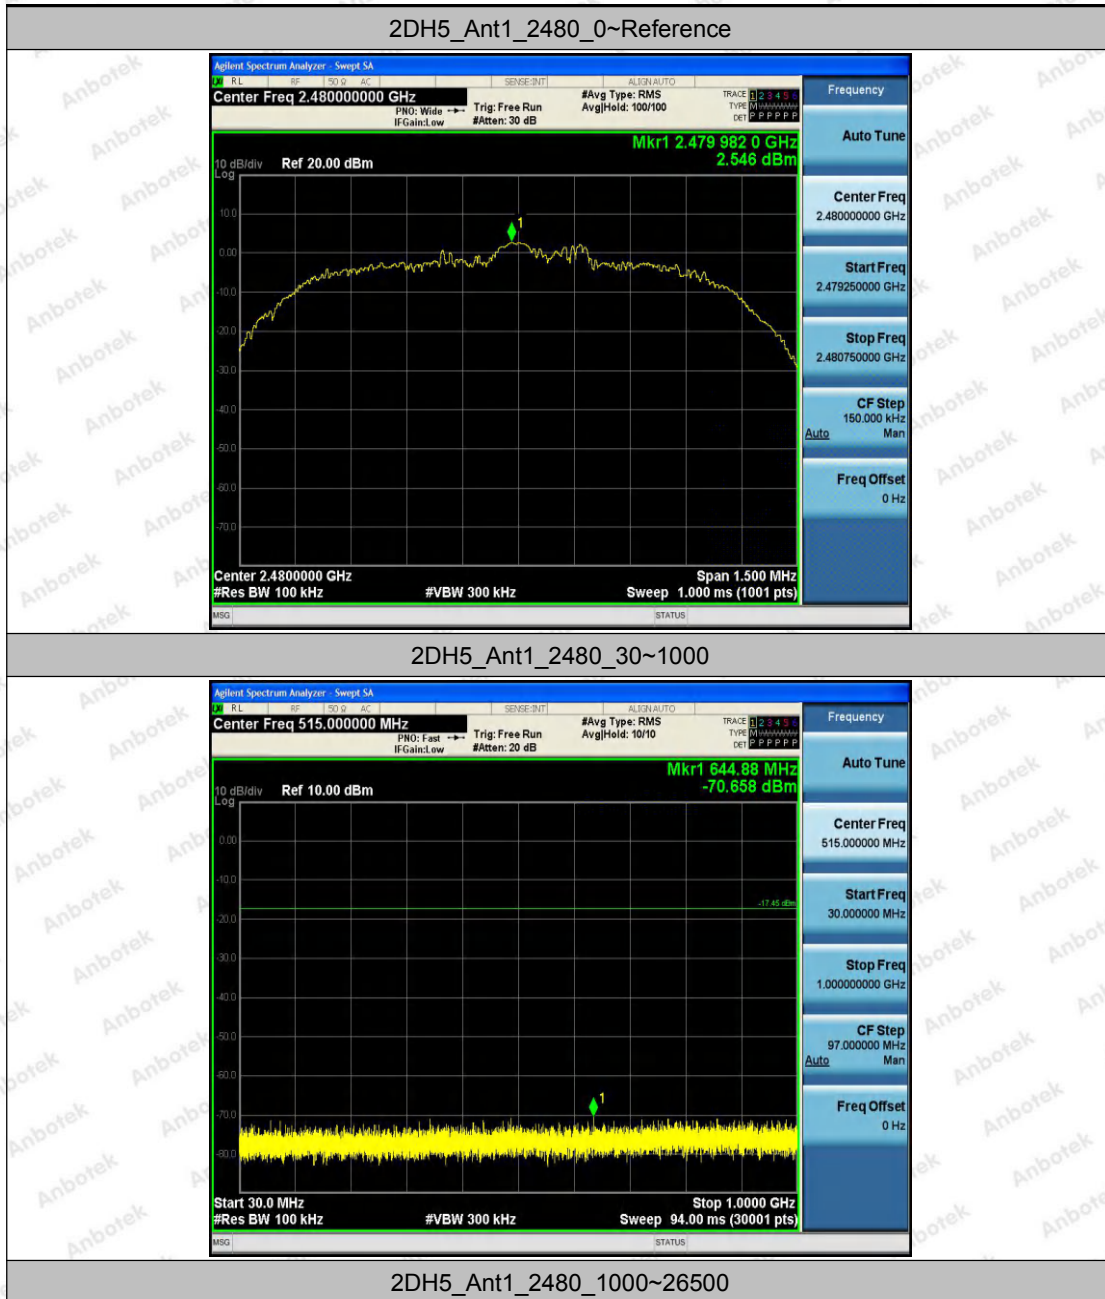 2DH5_Ant1_2480_0~Reference
Agilent Spectrum Analyzer - Swept SA
RL RF 50 Ω AC SENSE:INT ALIGN AUTO
Center Freq 2.480000000 GHz
PNO: Wide
IFGain:Low
Trig: Free Run
#Atten: 30 dB
#Avg Type: RMS
Avg|Hold: 100/100
TRACE 1 2 3 4 5 6
TYPE M
DET P P P P P P
Mkr1 2.479 982 0 GHz
2.546 dBm
10 dB/div Ref 20.00 dBm
Log
10.0
0.00
-10.0
-20.0
-30.0
-40.0
-50.0
-60.0
-70.0
1
Center 2.4800000 GHz Span 1.500 MHz
#Res BW 100 kHz #VBW 300 kHz Sweep 1.000 ms (1001 pts)
MSG STATUS
Frequency
Auto Tune
Center Freq
2.480000000 GHz
Start Freq
2.479250000 GHz
Stop Freq
2.480750000 GHz
CF Step
150.000 kHz
Auto Man
Freq Offset
0 Hz
2DH5_Ant1_2480_30~1000
Agilent Spectrum Analyzer - Swept SA
RL RF 50 Ω AC SENSE:INT ALIGN AUTO
Center Freq 515.000000 MHz
PNO: Fast
IFGain:Low
Trig: Free Run
#Atten: 20 dB
#Avg Type: RMS
Avg|Hold: 10/10
TRACE 1 2 3 4 5 6
TYPE M
DET P P P P P P
Mkr1 644.88 MHz
-70.658 dBm
10 dB/div Ref 10.00 dBm
Log
0.00
-10.0
-20.0
-30.0
-40.0
-50.0
-60.0
-70.0
-80.0
-17.45 dBm
1
Start 30.0 MHz Stop 1.0000 GHz
#Res BW 100 kHz #VBW 300 kHz Sweep 94.00 ms (30001 pts)
MSG STATUS
Frequency
Auto Tune
Center Freq
515.000000 MHz
Start Freq
30.000000 MHz
Stop Freq
1.000000000 GHz
CF Step
97.000000 MHz
Auto Man
Freq Offset
0 Hz
2DH5_Ant1_2480_1000~26500